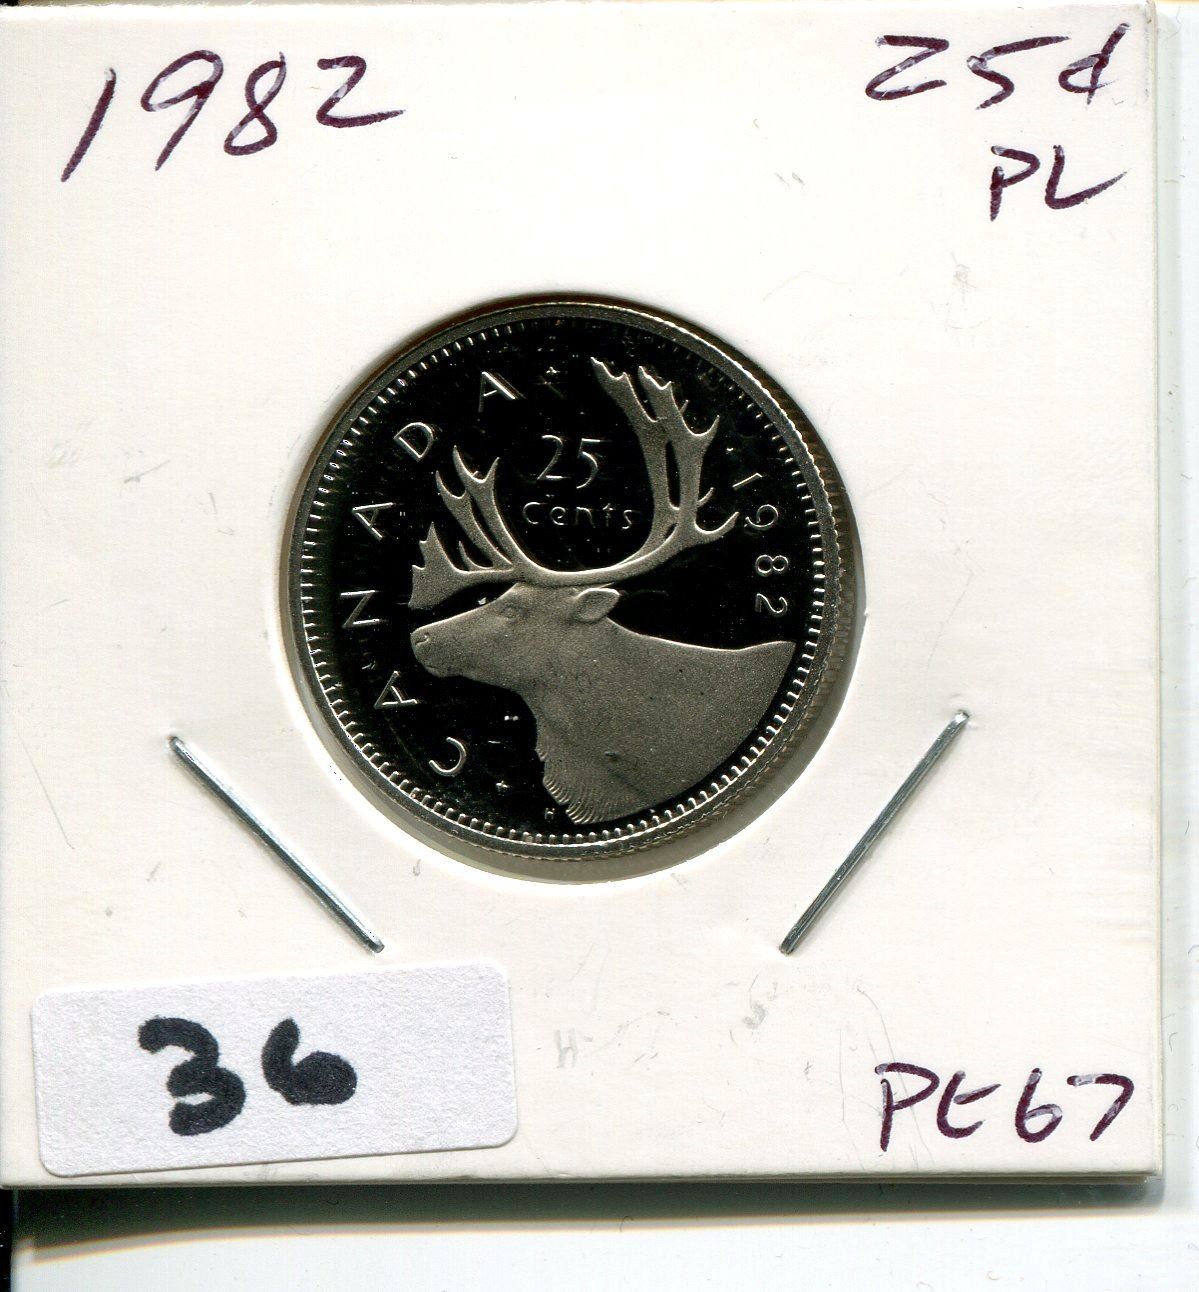 1982 25¢
PL
CANADA
25
cents
1982
H
36
PL67